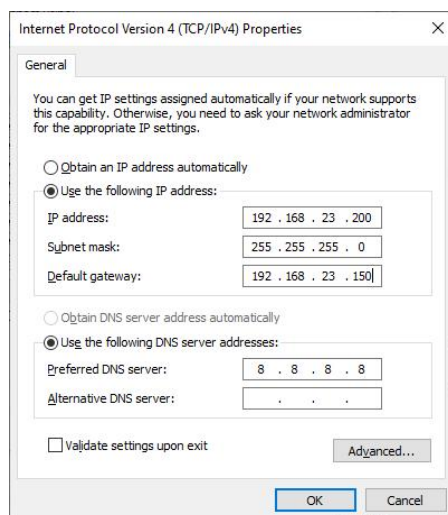 Internet Protocol Version 4 (TCP/IPv4) Properties
General
You can get IP settings assigned automatically if your network supports
this capability. Otherwise, you need to ask your network administrator
for the appropriate IP settings.
Obtain an IP address automatically
Use the following IP address:
IP address: 192 . 168 . 23 . 200
Subnet mask: 255 . 255 . 255 . 0
Default gateway: 192 . 168 . 23 . 150
Obtain DNS server address automatically
Use the following DNS server addresses:
Preferred DNS server: 8 . 8 . 8 . 8
Alternative DNS server: . . .
Validate settings upon exit
Advanced...
OK Cancel